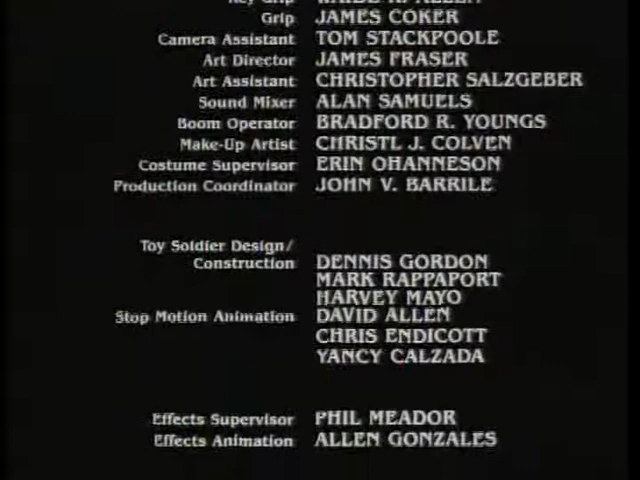 Key Grip
Grip JAMES COKER
Camera Assistant TOM STACKPOOLE
Art Director JAMES FRASER
Art Assistant CHRISTOPHER SALZGEBER
Sound Mixer ALAN SAMUELS
Boom Operator BRADFORD R. YOUNGS
Make-Up Artist CHRISTL J. COLVEN
Costume Supervisor ERIN OHANNESON
Production Coordinator JOHN V. BARRILE
Toy Soldier Design/
Construction DENNIS GORDON
MARK RAPPAPORT
HARVEY MAYO
Stop Motion Animation DAVID ALLEN
CHRIS ENDICOTT
YANCY CALZADA
Effects Supervisor PHIL MEADOR
Effects Animation ALLEN GONZALES